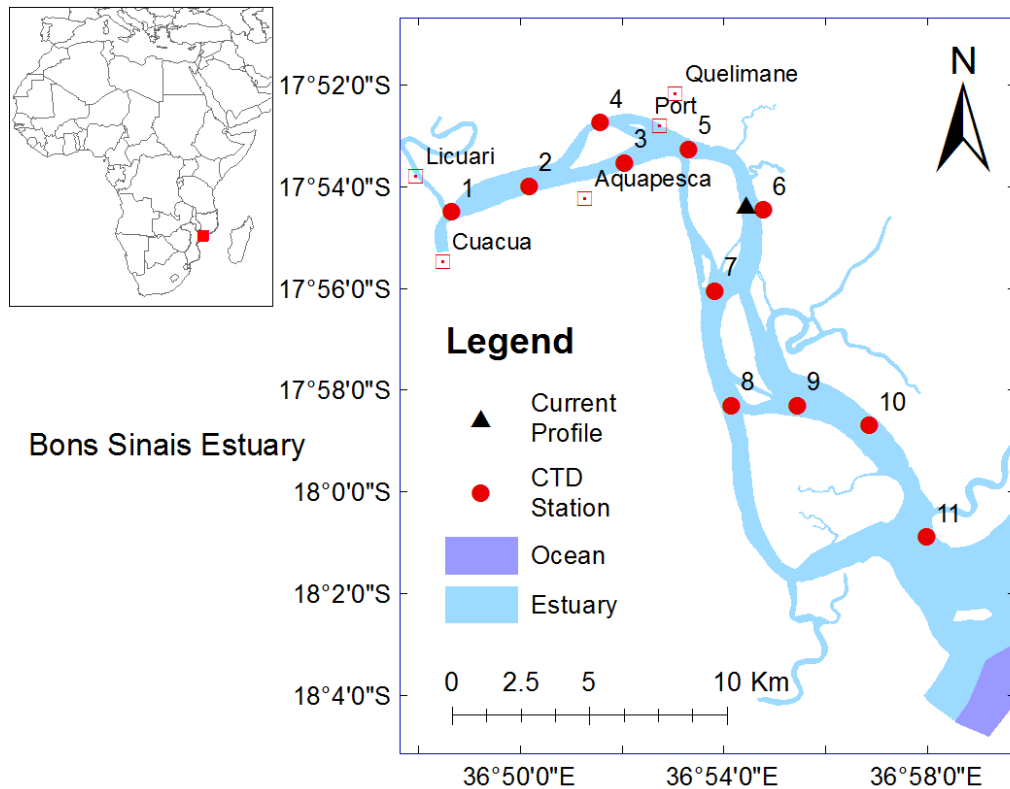 17°52'0"S
17°54'0"S
17°56'0"S
17°58'0"S
18°0'0"S
18°2'0"S
18°4'0"S
Quelimane
Port
4
5
3
Licuari
2
Aquapesca
1
6
Cuacua
7
8
9
10
11
N
Legend
Current
Profile
CTD
Station
Ocean
Estuary
Bons Sinais Estuary
0 2.5 5 10 Km
36°50'0"E 36°54'0"E 36°58'0"E